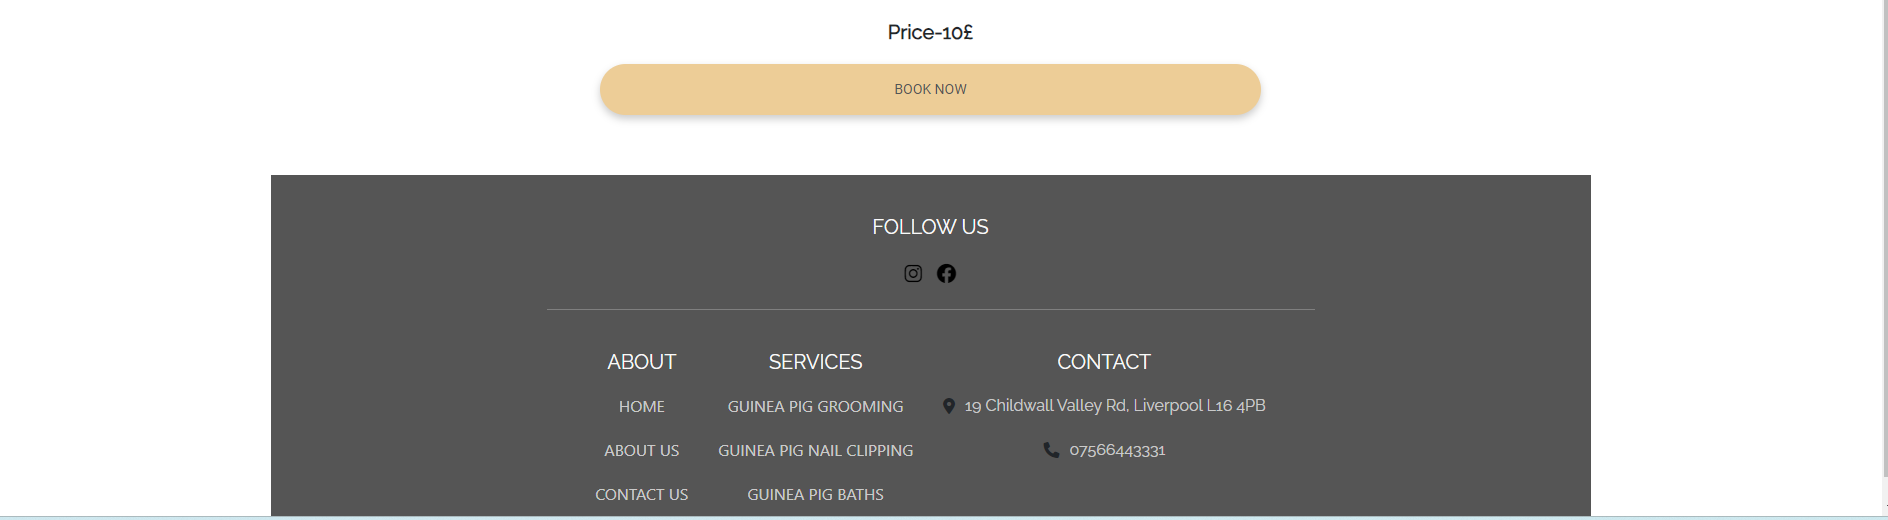 Price-10£
BOOK NOW
FOLLOW US
ABOUT
HOME
ABOUT US
CONTACT US
SERVICES
GUINEA PIG GROOMING
GUINEA PIG NAIL CLIPPING
GUINEA PIG BATHS
CONTACT
19 Childwall Valley Rd, Liverpool L16 4PB
07566443331